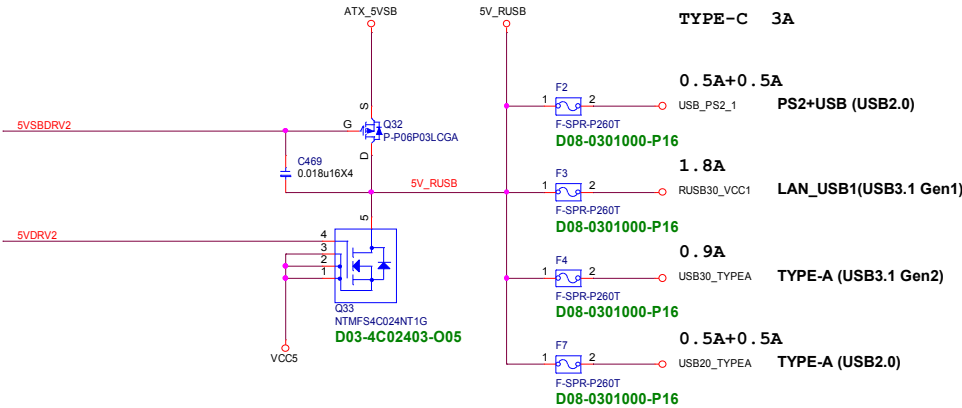 ATX_5VSB
5V_RUSB
TYPE-C 3A
0.5A+0.5A
F2
1
2
USB_PS2_1
PS2+USB (USB2.0)
F-SPR-P260T
D08-0301000-P16
S
5VSBDRV2
G
Q32
P-P06P03LCGA
D
C469
0.018u16X4
5V_RUSB
1.8A
F3
1
2
RUSB30_VCC1
LAN_USB1(USB3.1 Gen1)
F-SPR-P260T
D08-0301000-P16
5
5VDRV2
4
3
2
1
Q33
NTMFS4C024NT1G
D03-4C02403-O05
VCC5
0.9A
F4
1
2
USB30_TYPEA
TYPE-A (USB3.1 Gen2)
F-SPR-P260T
D08-0301000-P16
0.5A+0.5A
F7
1
2
USB20_TYPEA
TYPE-A (USB2.0)
F-SPR-P260T
D08-0301000-P16